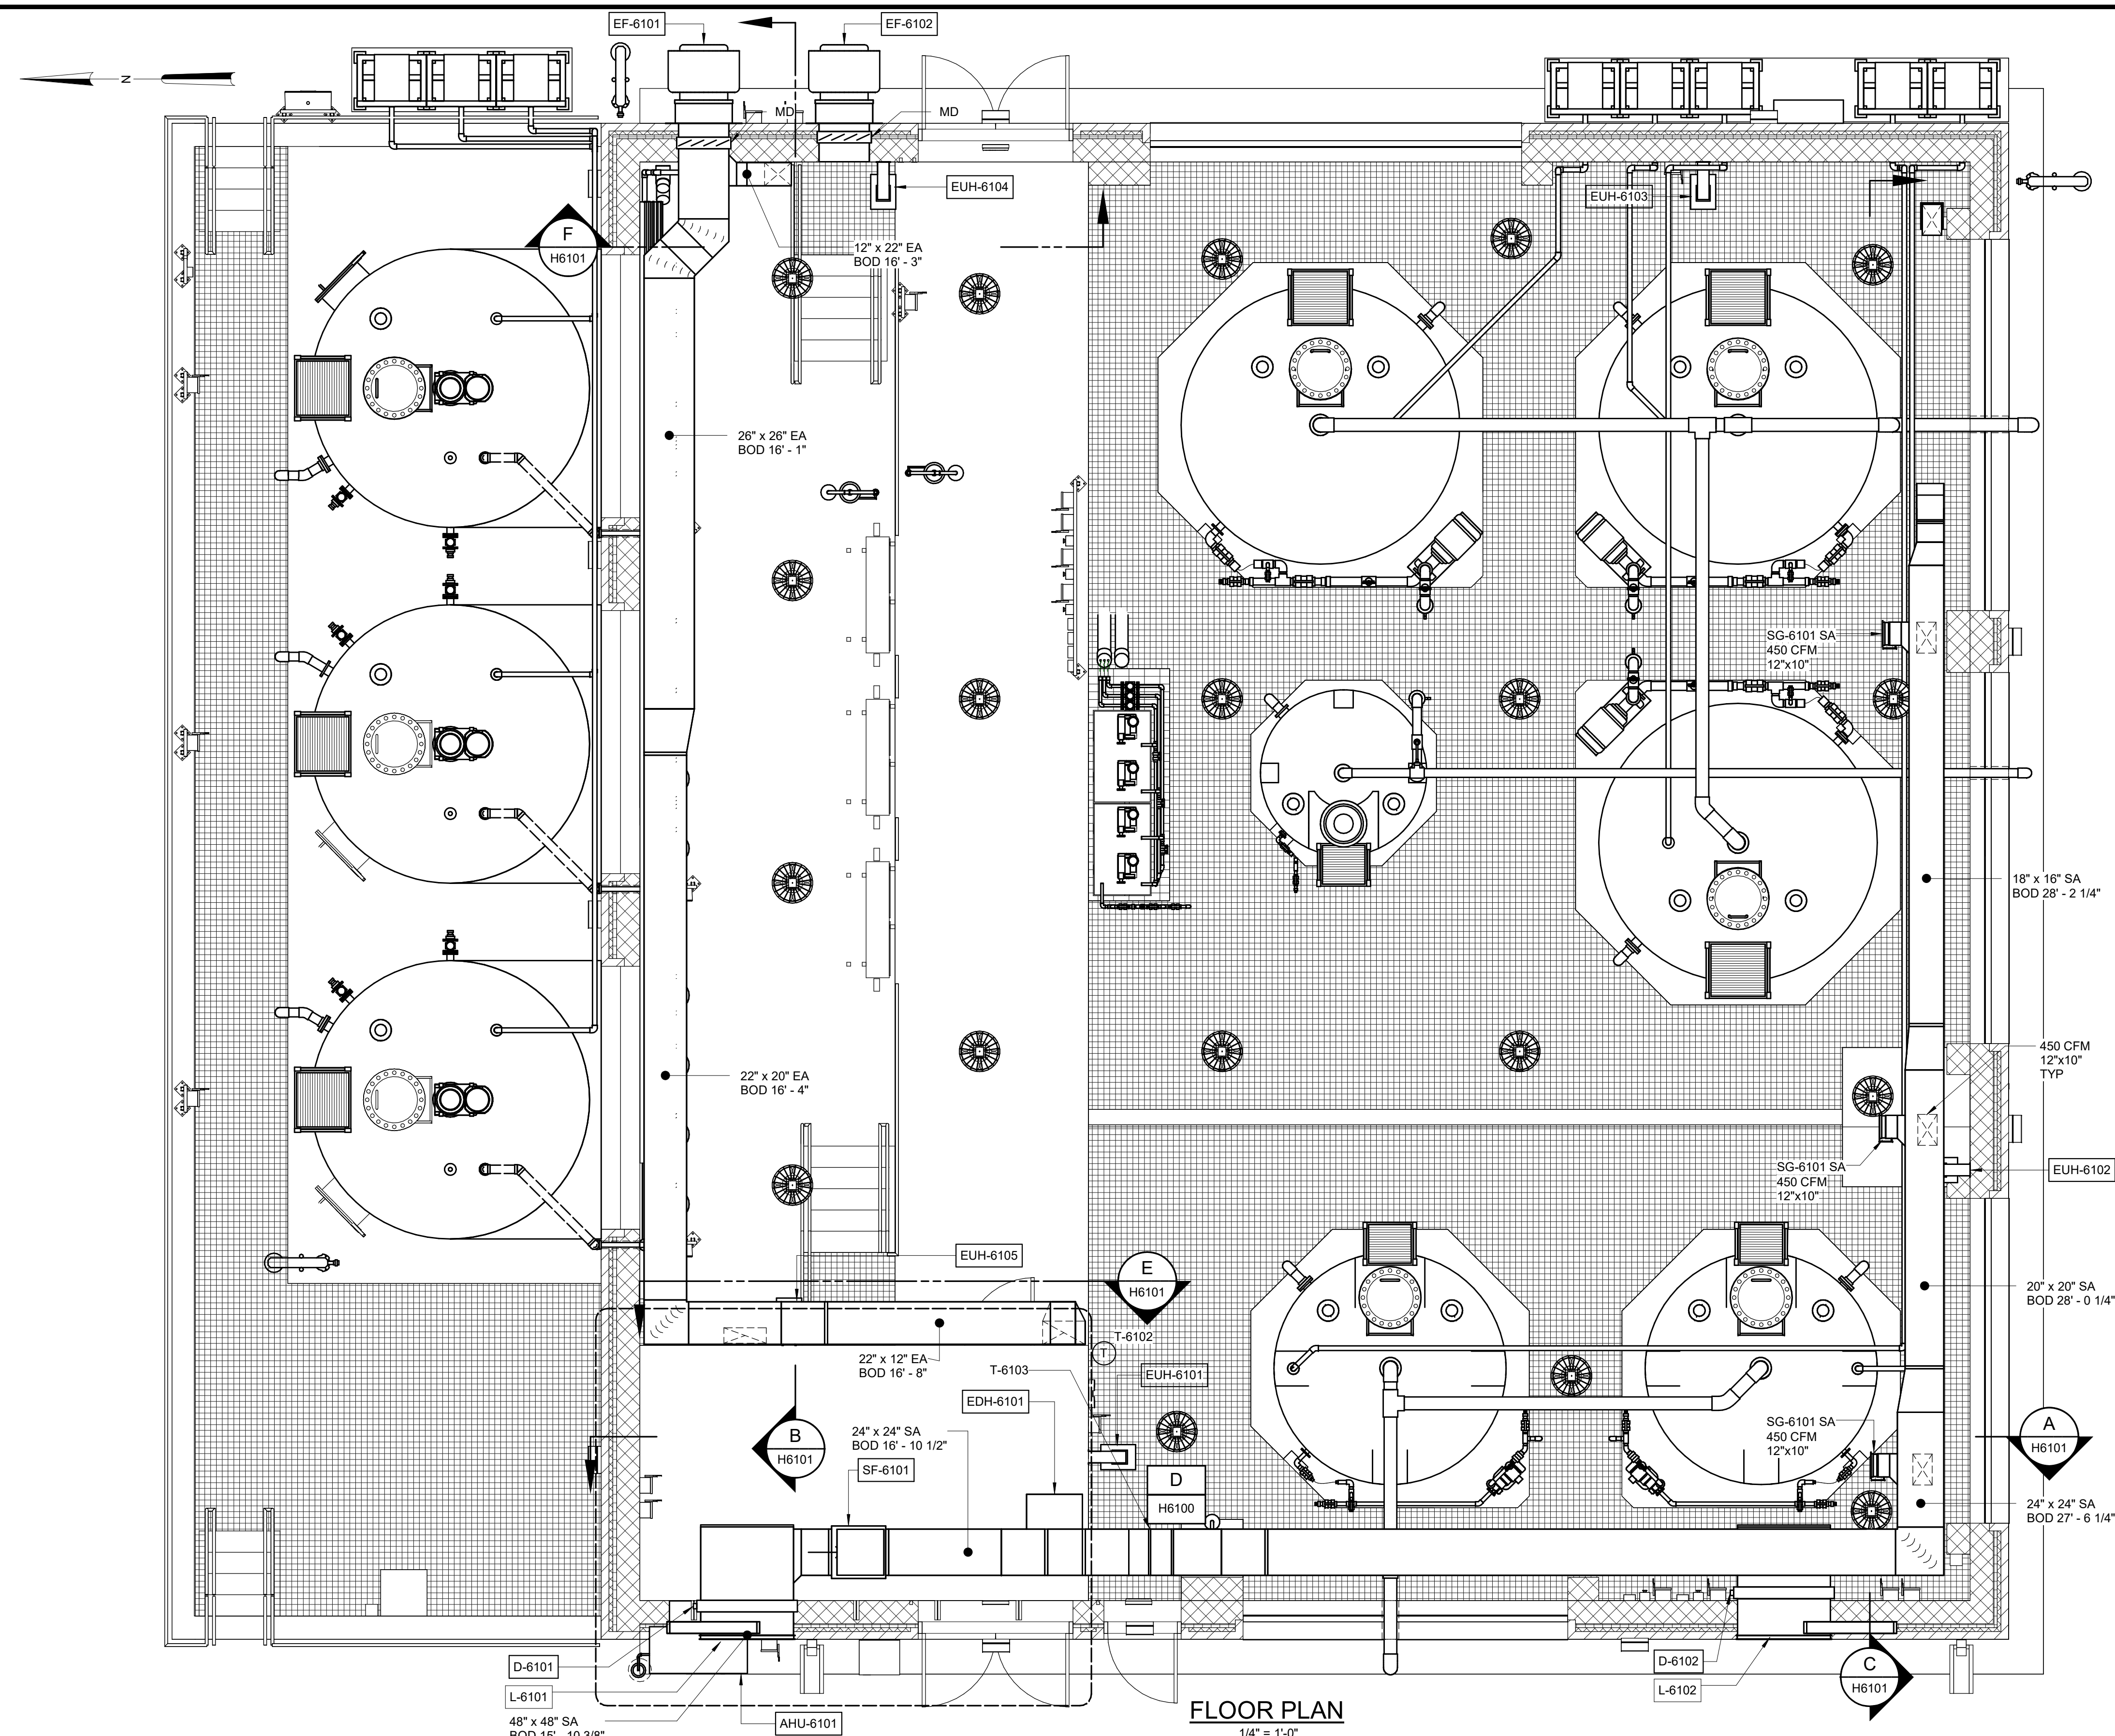 EF-6101
EF-6102
N
MD
MD
EUH-6104
EUH-6103
F
H6101
12" x 22" EA
BOD 16' - 3"
26" x 26" EA
BOD 16' - 1"
SG-6101 SA
450 CFM
12"x10"
18" x 16" SA
BOD 28' - 2 1/4"
450 CFM
12"x10"
TYP
22" x 20" EA
BOD 16' - 4"
SG-6101 SA
450 CFM
12"x10"
EUH-6102
EUH-6105
E
H6101
20" x 20" SA
BOD 28' - 0 1/4"
T-6102
T
22" x 12" EA
BOD 16' - 8"
T-6103
EUH-6101
EDH-6101
SG-6101 SA
450 CFM
12"x10"
A
H6101
B
H6101
24" x 24" SA
BOD 16' - 10 1/2"
SF-6101
D
H6100
24" x 24" SA
BOD 27' - 6 1/4"
D-6101
L-6101
48" x 48" SA
BOD 15' - 10 3/8"
AHU-6101
D-6102
L-6102
C
H6101
FLOOR PLAN
1/4" = 1'-0"